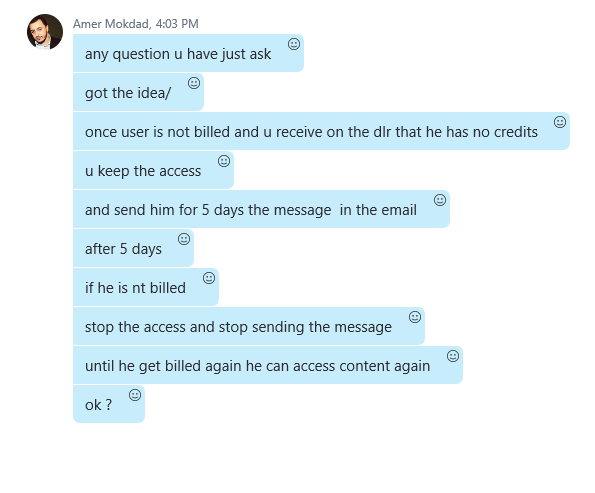 Amer Mokdad, 4:03 PM
any question u have just ask
got the idea/
once user is not billed and u receive on the dlr that he has no credits
u keep the access
and send him for 5 days the message  in the email
after 5 days
if he is nt billed
stop the access and stop sending the message
until he get billed again he can access content again
ok ?